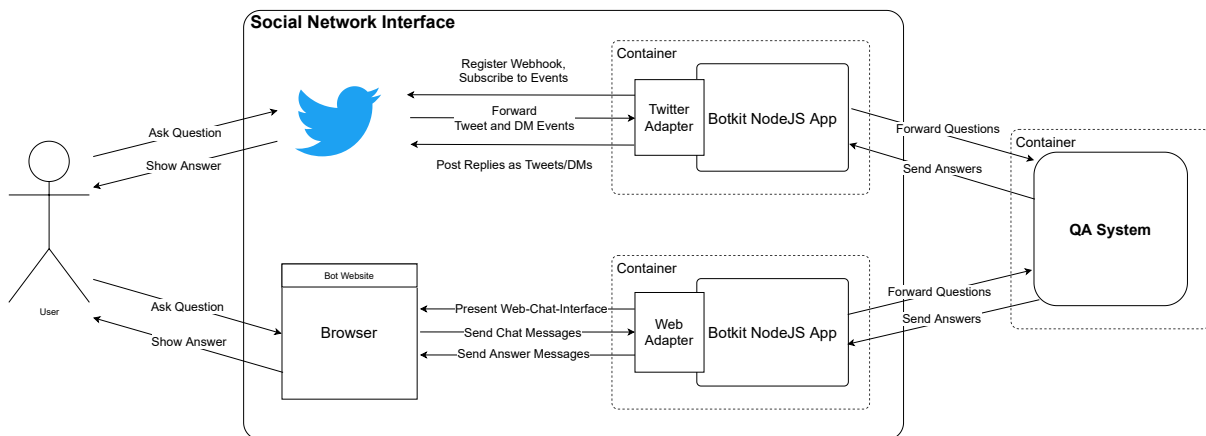 Social Network Interface
Container
Register Webhook,
Subscribe to Events
Twitter
Adapter
Botkit NodeJS App
Forward
Tweet and DM Events
Post Replies as Tweets/DMs
Ask Question
Show Answer
Forward Questions
Send Answers
Container
QA System
User
Ask Question
Show Answer
Bot Website
Browser
Container
Present Web-Chat-Interface
Send Chat Messages
Send Answer Messages
Web
Adapter
Botkit NodeJS App
Forward Questions
Send Answers